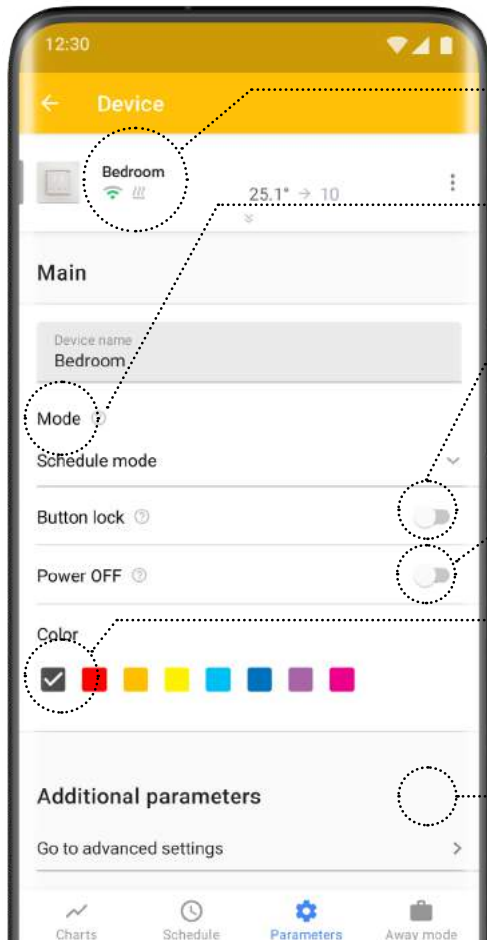 12:30
Device
Bedroom
25.1° → 10
Main
Device name
Bedroom
Mode
Schedule mode
Button lock
Power OFF
Color
Additional parameters
Go to advanced settings
Charts Schedule Parameters Away mode